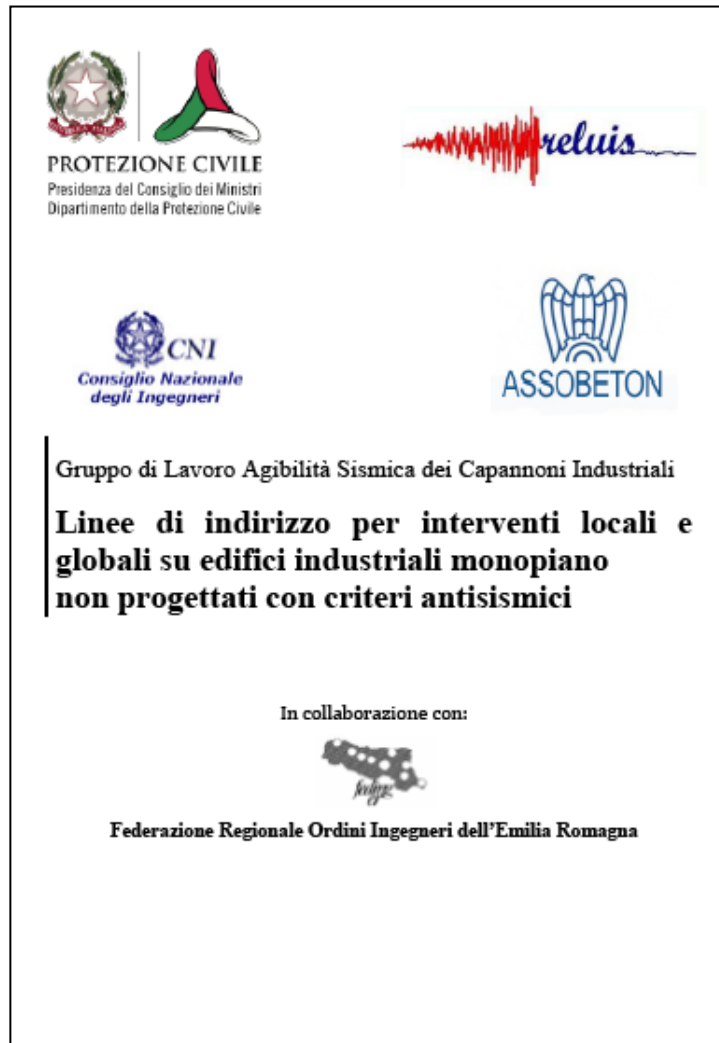 PROTEZIONE CIVILE
Presidenza del Consiglio dei Ministri
Dipartimento della Protezione Civile
reluis
CNI
Consiglio Nazionale
degli Ingegneri
ASSOBETON
Gruppo di Lavoro Agibilità Sismica dei Capannoni Industriali
Linee di indirizzo per interventi locali e
globali su edifici industriali monopiano
non progettati con criteri antisismici
In collaborazione con:
Federazione Regionale Ordini Ingegneri dell'Emilia Romagna